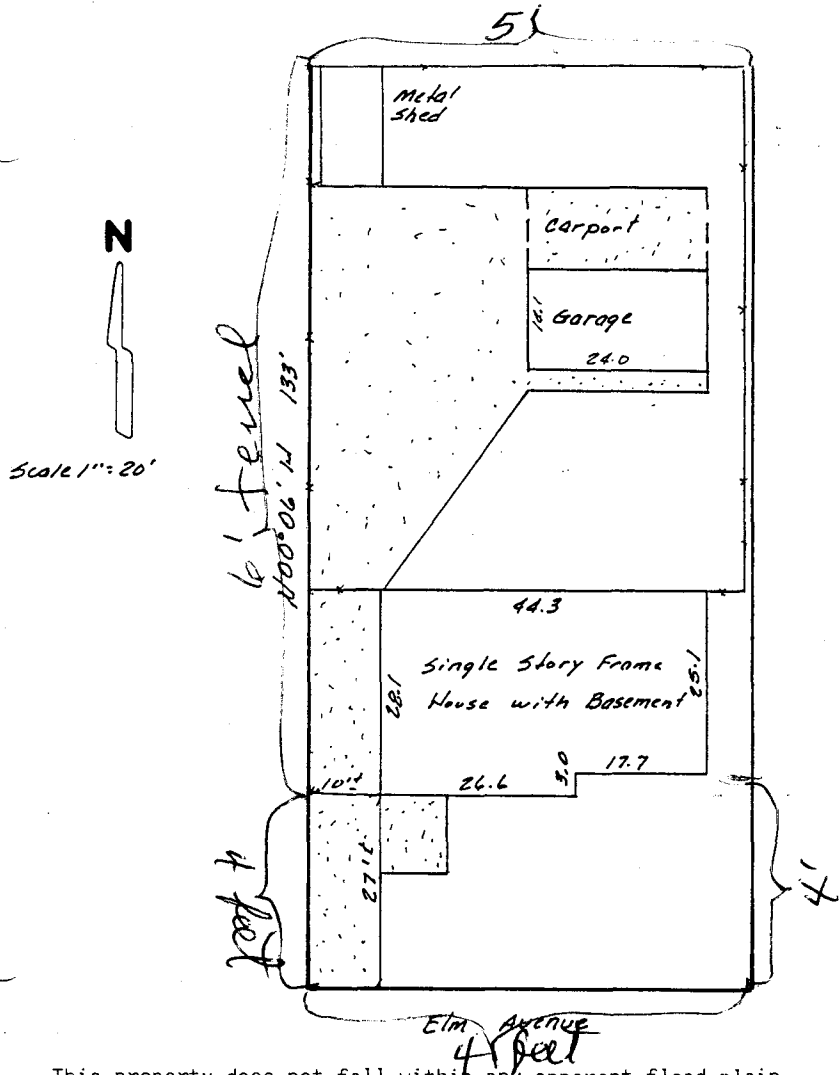 5'
Metal
Shed
N
Carport
Garage
24.0
6' fence
N00°06' W 133'
Scale 1": 20'
44.3
Single Story Frame
House with Basement
28.1
25.1
3.0
17.7
26.6
10'±
27'±
4 feet
4'
Elm Avenue
4 feet
This property does not fall within any apparent flood plain